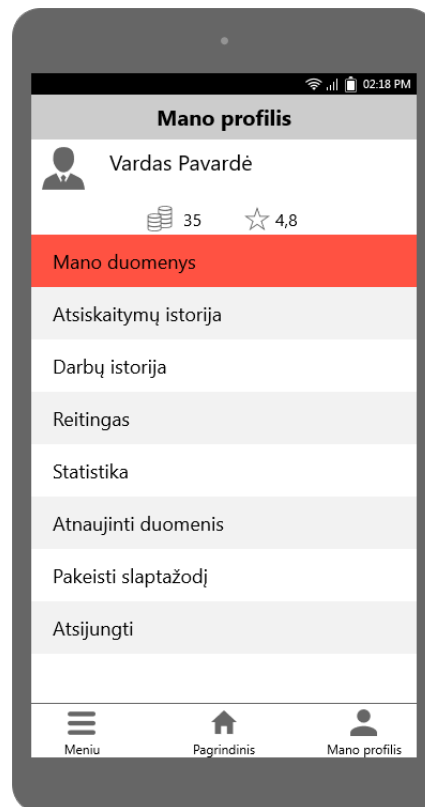 02:18 PM
Mano profilis
Vardas Pavardė
35 4,8
Mano duomenys
Atsiskaitymų istorija
Darbų istorija
Reitingas
Statistika
Atnaujinti duomenis
Pakeisti slaptažodį
Atsijungti
Meniu Pagrindinis Mano profilis